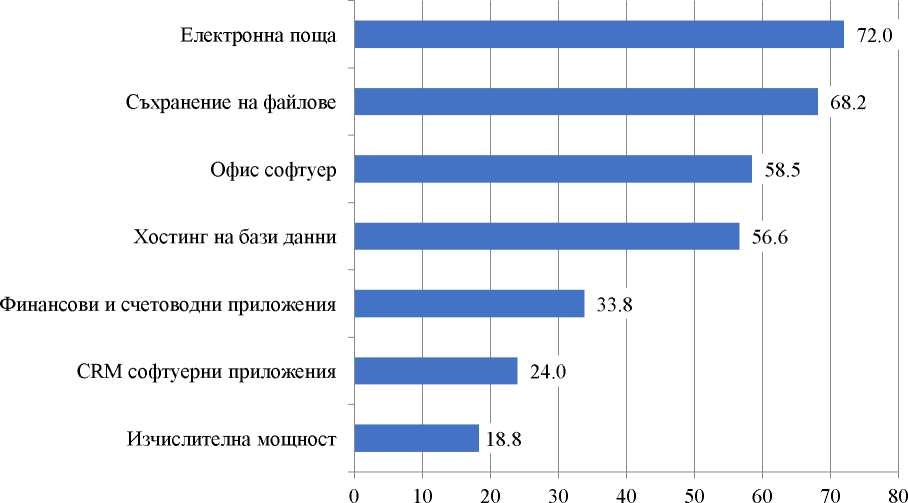 Електронна поща 72.0
Съхранение на файлове 68.2
Офис софтуер 58.5
Хостинг на бази данни 56.6
Финансови и счетоводни приложения 33.8
CRM софтуерни приложения 24.0
Изчислителна мощност 18.8
0 10 20 30 40 50 60 70 80